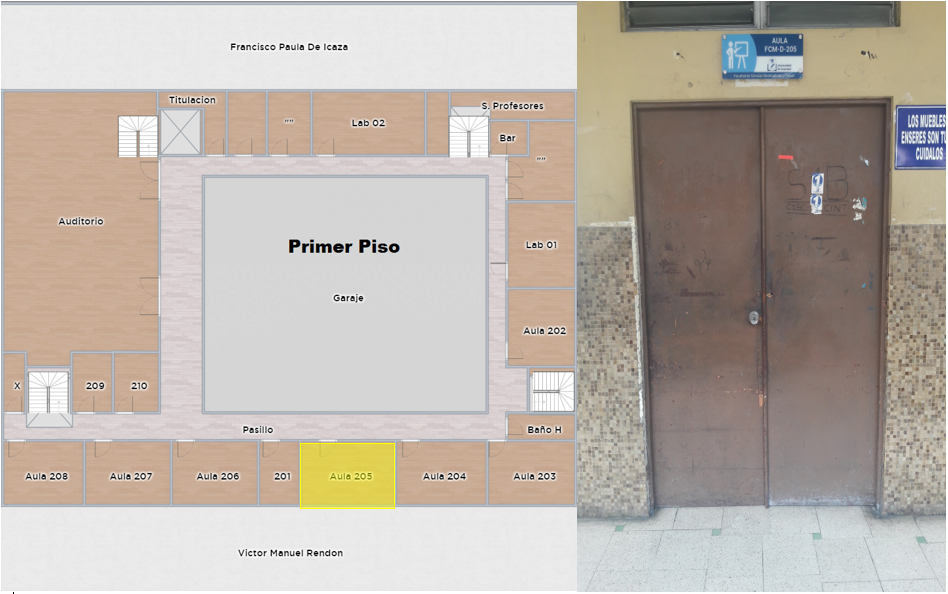 Francisco Paula De Icaza
Titulacion
S. Profesores
""
Lab 02
Bar
""
Auditorio
Lab 01
Primer Piso
Garaje
Aula 202
X
209
210
Pasillo
Baño H
Aula 208
Aula 207
Aula 206
201
Aula 205
Aula 204
Aula 203
Victor Manuel Rendon
AULA
FCM-D-205
LOS MUEBLES
ENSERES SON TU
CUIDALOS